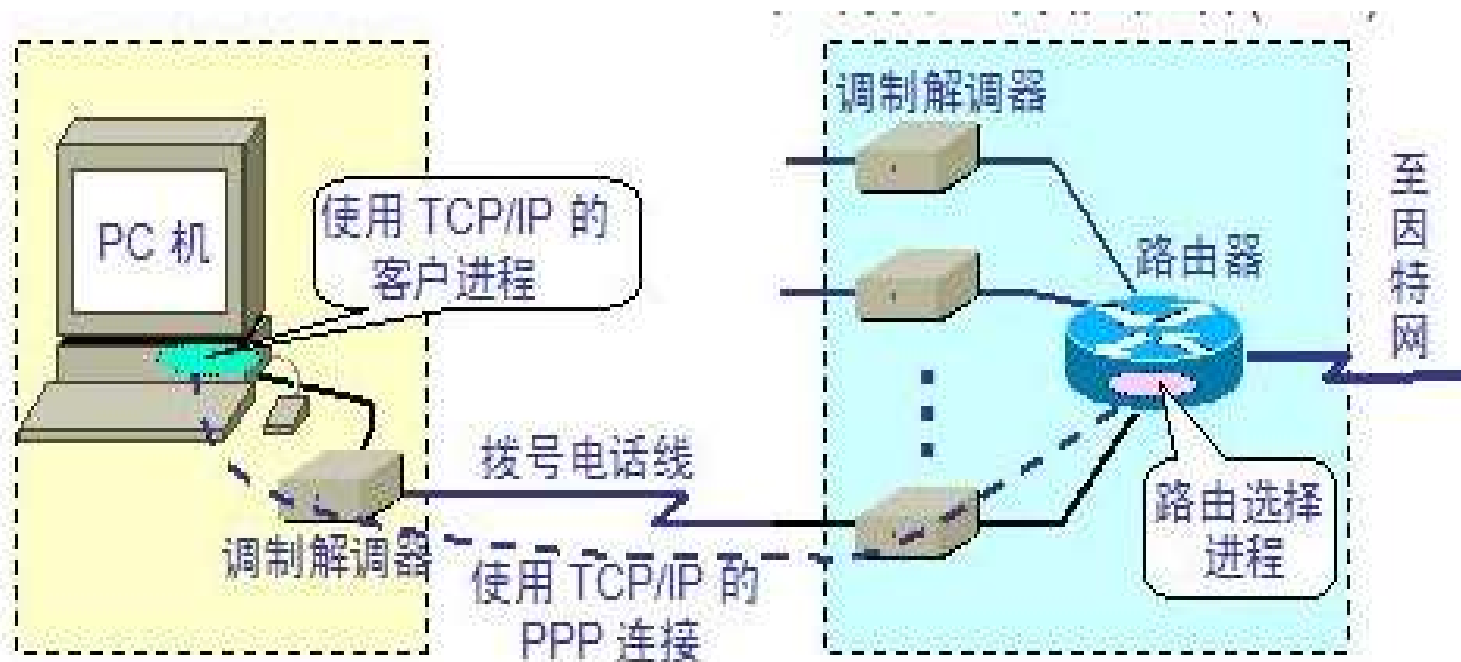 调制解调器
PC 机
使用 TCP/IP 的
客户进程
路由器
至
因
特
网
拨号电话线
路由选择
进程
调制解调器
使用 TCP/IP 的
PPP 连接